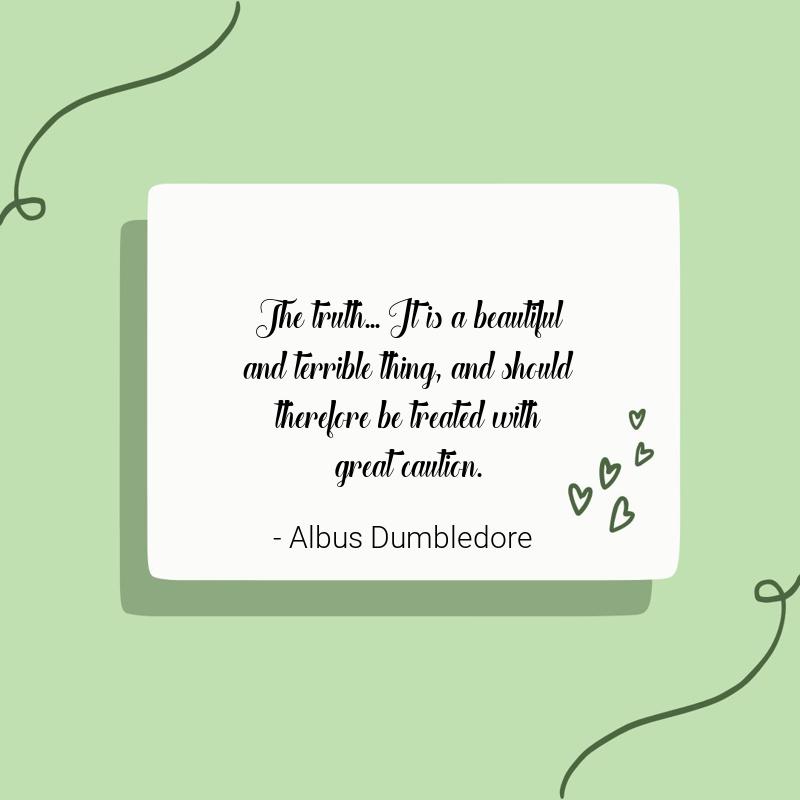 The truth... It is a beautiful
and terrible thing, and should
therefore be treated with
great caution.
- Albus Dumbledore